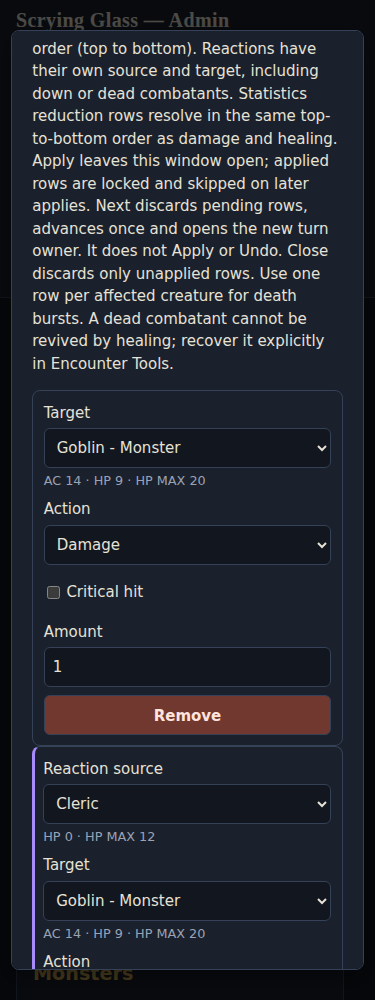 Scrying Glass — Admin
order (top to bottom). Reactions have
their own source and target, including
down or dead combatants. Statistics
reduction rows resolve in the same top-
to-bottom order as damage and healing.
Apply leaves this window open; applied
rows are locked and skipped on later
applies. Next discards pending rows,
advances once and opens the new turn
owner. It does not Apply or Undo. Close
discards only unapplied rows. Use one
row per affected creature for death
bursts. A dead combatant cannot be
revived by healing; recover it explicitly
in Encounter Tools.
Target
Goblin - Monster
AC 14 · HP 9 · HP MAX 20
Action
Damage
Critical hit
Amount
1
Remove
Reaction source
Cleric
HP 0 · HP MAX 12
Target
Goblin - Monster
AC 14 · HP 9 · HP MAX 20
Action
Monsters